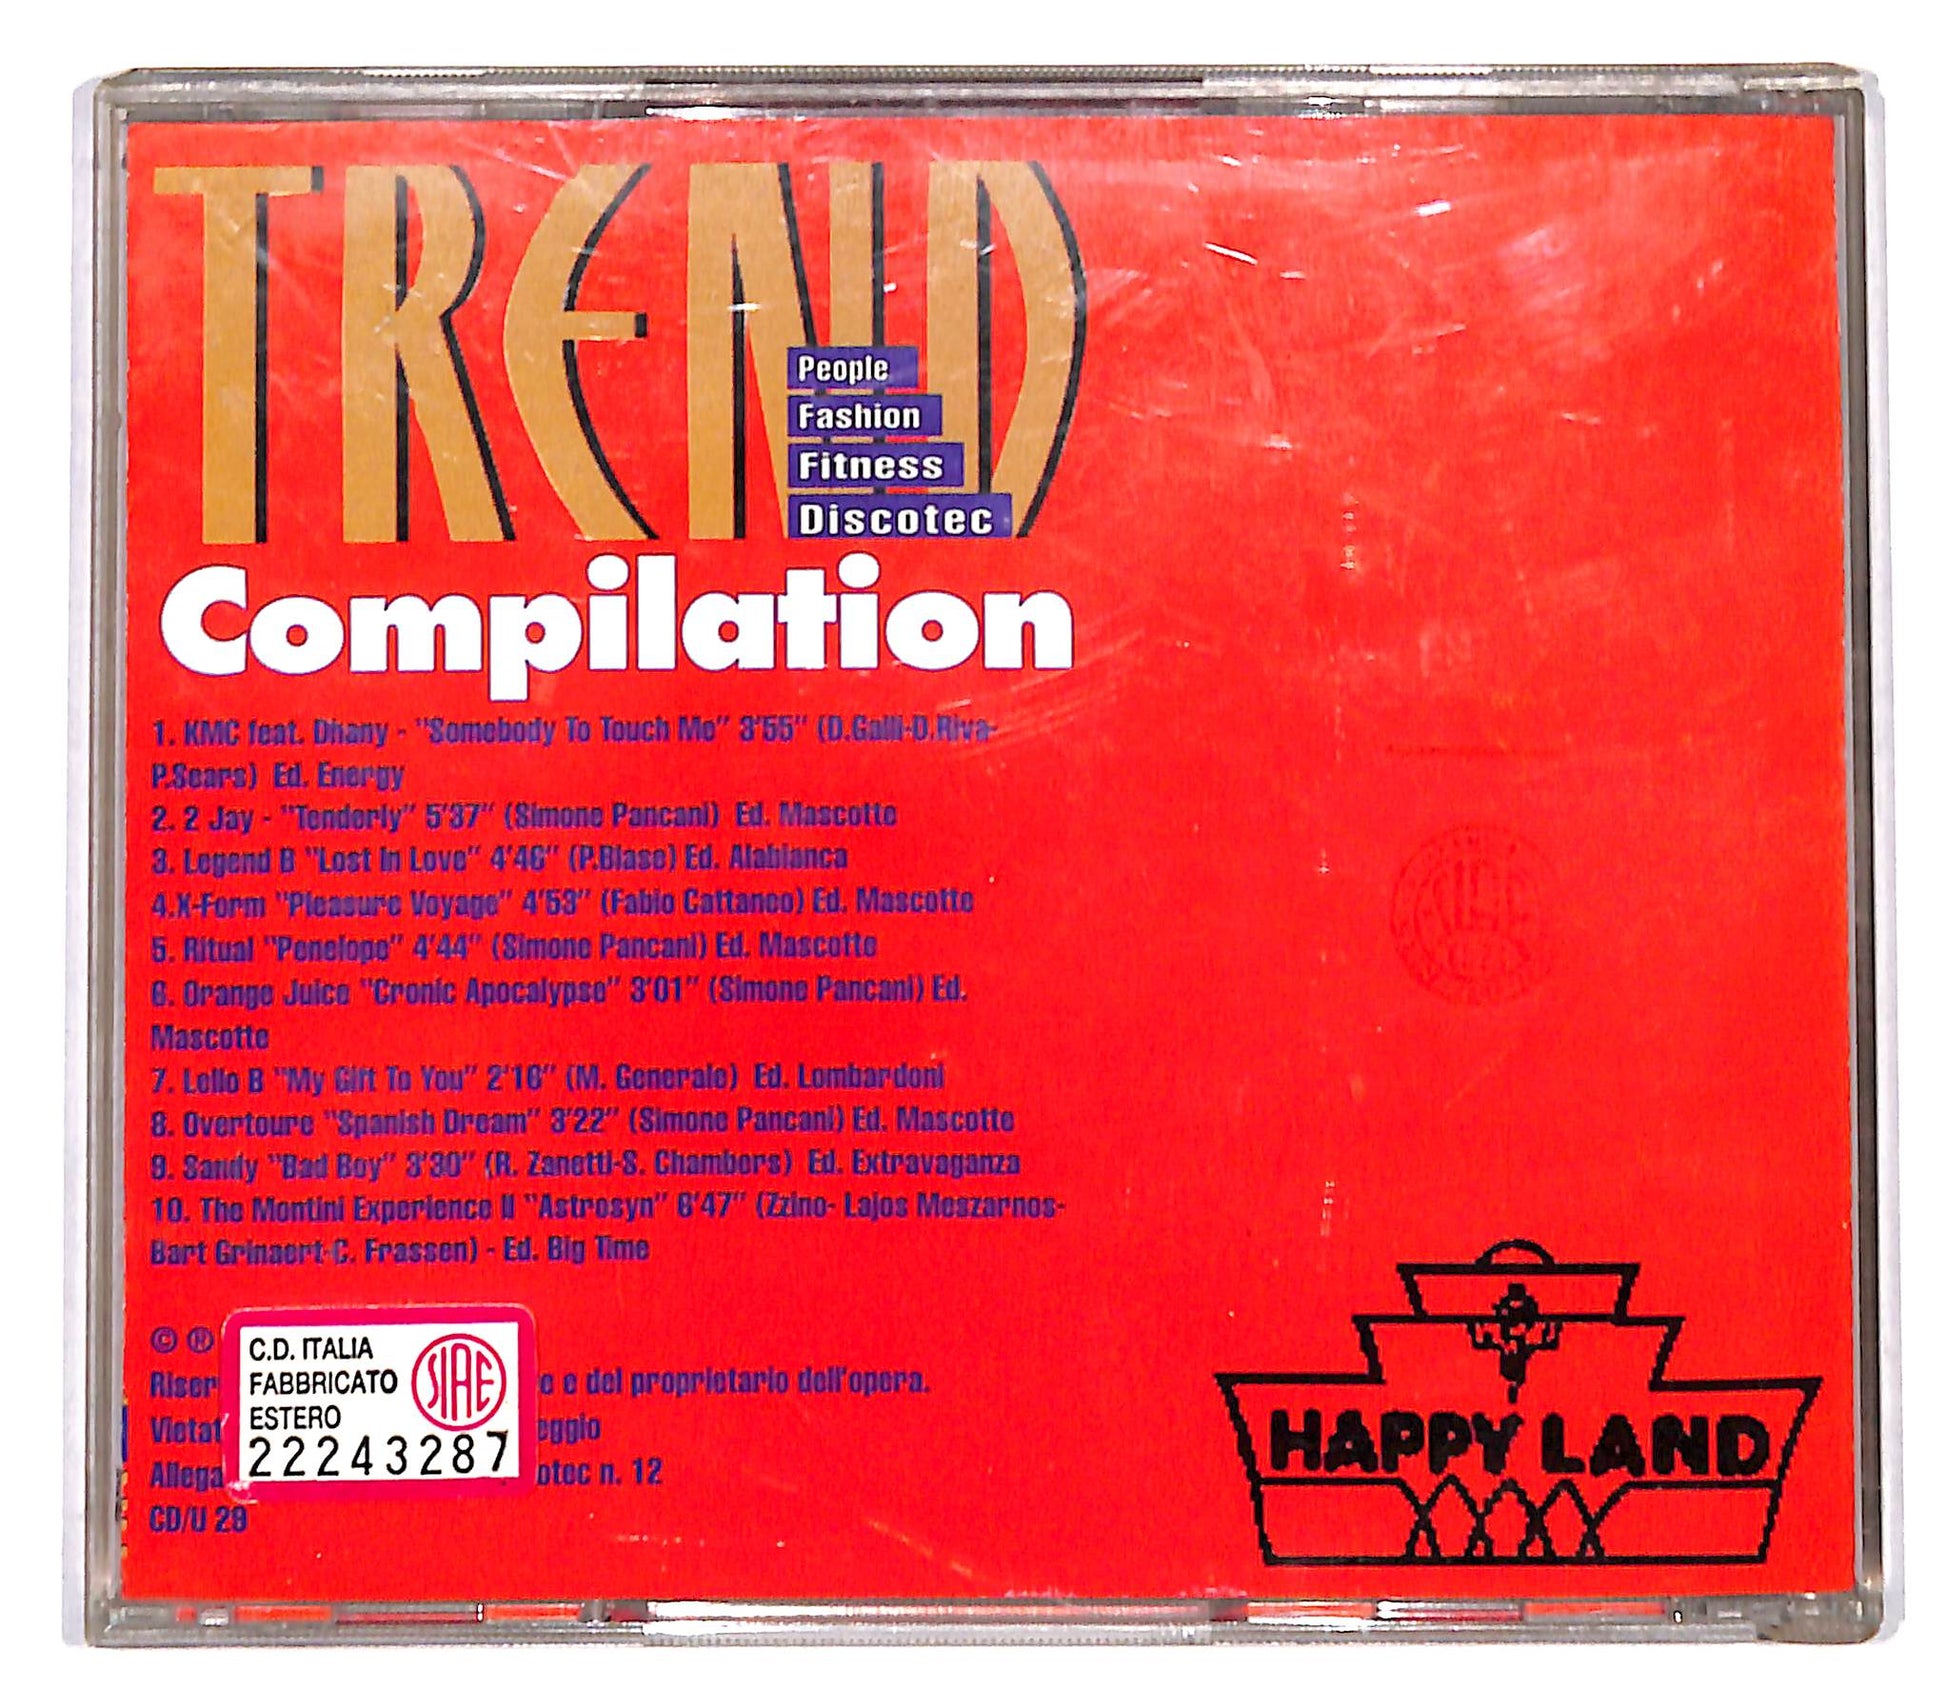 TREND
People
Fashion
Fitness
Discotec
Compilation
1. KMC feat. Dhany - "Somebody To Touch Me" 3'55" (D.Galli-D.Riva-
P.Sears) Ed. Energy
2. 2 Jay - "Tenderly" 5'37" (Simone Pancani) Ed. Mascotte
3. Legend B "Lost In Love" 4'46" (P.Blase) Ed. Alabianca
4.X-Form "Pleasure Voyage" 4'53" (Fabio Cattaneo) Ed. Mascotte
5. Ritual "Penelope" 4'44" (Simone Pancani) Ed. Mascotte
6. Orange Juice "Cronic Apocalypse" 3'01" (Simone Pancani) Ed.
Mascotte
7. Lello B "My Gift To You" 2'16" (M. Generale) Ed. Lombardoni
8. Overtoure "Spanish Dream" 3'22" (Simone Pancani) Ed. Mascotte
9. Sandy "Bad Boy" 3'30" (R. Zanetti-S. Chambers) Ed. Extravaganza
10. The Montini Experience II "Astrosyn" 6'47" (Zzino- Lajos Meszarnos-
Bart Grinaert-C. Frassen) - Ed. Big Time
© ®
e del proprietario dell'opera.
n. 12
CD/U 28
C.D. ITALIA
FABBRICATO
ESTERO
SIAE
22243287
HAPPY LAND